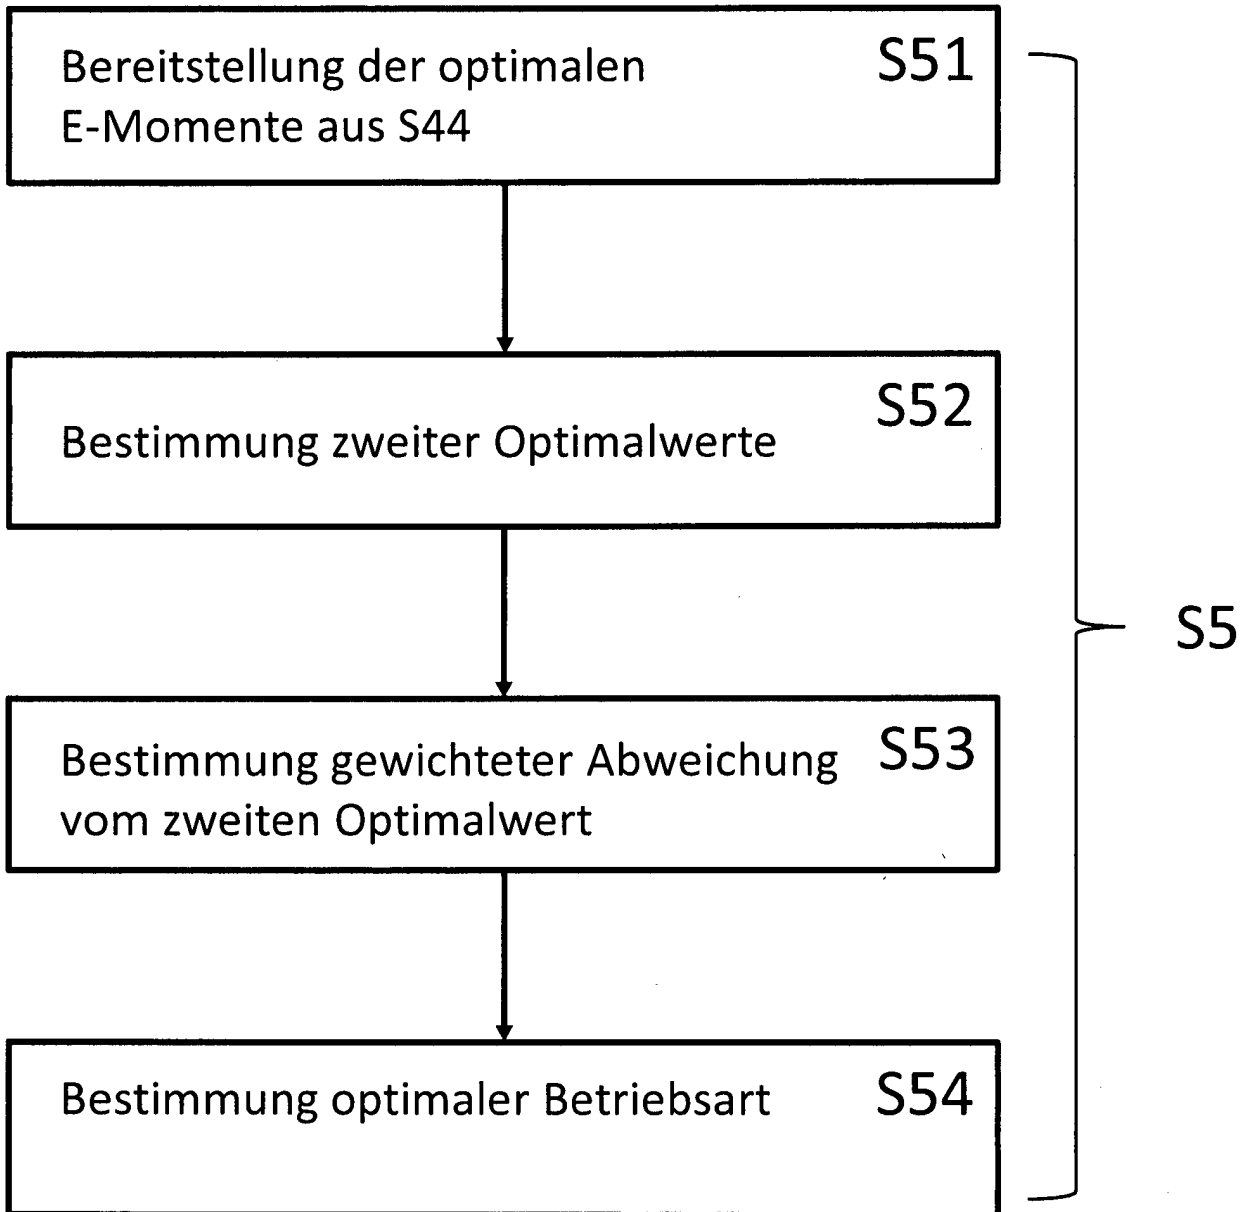 Bereitstellung der optimalen
E-Momente aus S44
S51
Bestimmung zweiter Optimalwerte
S52
Bestimmung gewichteter Abweichung
vom zweiten Optimalwert
S53
Bestimmung optimaler Betriebsart
S54
S5